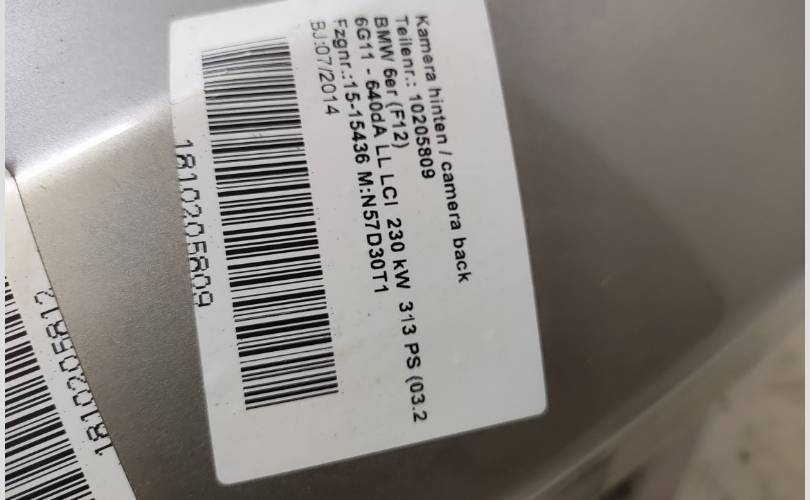 Kamera hinten / camera back
Teilenr.: 10205809
BMW 6er (F12)
6G11 - 640dA LL LCI 230 kW 313 PS (03.2
Fzgnr.:15-15436 M:N57D30T1
BJ:07/2014
1810205809
1810205812